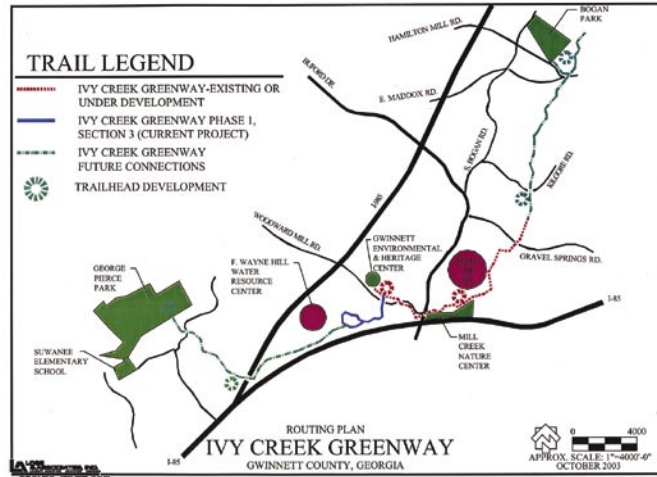 BOGAN
PARK
HAMILTON MILL RD.
TRAIL LEGEND
IVY CREEK GREENWAY-EXISTING OR
UNDER DEVELOPMENT
IVY CREEK GREENWAY PHASE 1,
SECTION 3 (CURRENT PROJECT)
IVY CREEK GREENWAY
FUTURE CONNECTIONS
TRAILHEAD DEVELOPMENT
BUFORD DR.
E. MADDOX RD.
S. BOGAN RD.
KILGORE RD.
I-985
WOODWARD MILL RD.
GWINNETT
ENVIRONMENTAL
& HERITAGE
CENTER
GRAVEL SPRINGS RD.
F. WAYNE HILL
WATER
RESOURCE
CENTER
GEORGE
PIERCE
PARK
I-85
MILL
CREEK
NATURE
CENTER
SUWANEE
ELEMENTARY
SCHOOL
I-85
ROUTING PLAN
IVY CREEK GREENWAY
GWINNETT COUNTY, GEORGIA
0 4000
APPROX. SCALE: 1"=4000'-0"
OCTOBER 2003